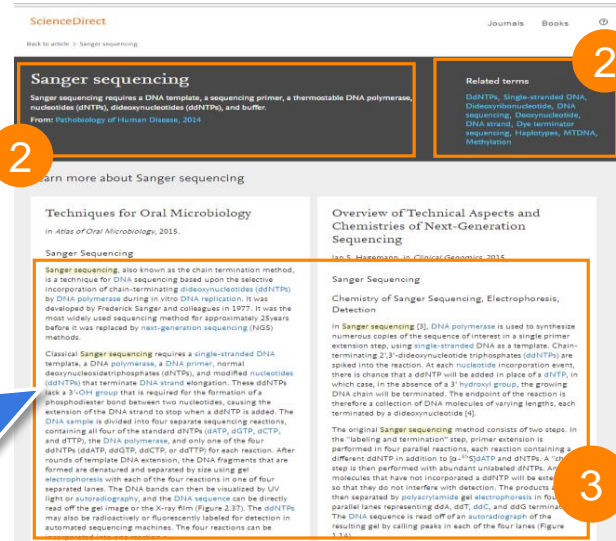 ScienceDirect
Journals Books ?
Back to article > Sanger sequencing
2
Sanger sequencing
Sanger sequencing requires a DNA template, a sequencing primer, a thermostable DNA polymerase,
nucleotides (dNTPs), dideoxynucleotides (ddNTPs), and buffer.
From: Pathobiology of Human Disease, 2014
Related terms
DdNTPs, Single-stranded DNA,
Dideoxyribonucleotide, DNA
sequencing, Deoxynucleotide,
DNA strand, Dye terminator
sequencing, Haplotypes, MTDNA,
Methylation
2
earn more about Sanger sequencing
Techniques for Oral Microbiology
in Atlas of Oral Microbiology, 2015.
Sanger Sequencing
Sanger sequencing, also known as the chain termination method,
is a technique for DNA sequencing based upon the selective
incorporation of chain-terminating dideoxynucleotides (ddNTPs)
by DNA polymerase during in vitro DNA replication. It was
developed by Frederick Sanger and colleagues in 1977. It was the
most widely used sequencing method for approximately 25years
before it was replaced by next-generation sequencing (NGS)
methods.
Classical Sanger sequencing requires a single-stranded DNA
template, a DNA polymerase, a DNA primer, normal
deoxynucleosidetriphosphates (dNTPs), and modified nucleotides
(ddNTPs) that terminate DNA strand elongation. These ddNTPs
lack a 3'-OH group that is required for the formation of a
phosphodiester bond between two nucleotides, causing the
extension of the DNA strand to stop when a ddNTP is added. The
DNA sample is divided into four separate sequencing reactions,
containing all four of the standard dNTPs (dATP, dGTP, dCTP,
and dTTP), the DNA polymerase, and only one of the four
ddNTPs (ddATP, ddGTP, ddCTP, or ddTTP) for each reaction. After
rounds of template DNA extension, the DNA fragments that are
formed are denatured and separated by size using gel
electrophoresis with each of the four reactions in one of four
separated lanes. The DNA bands can then be visualized by UV
light or autoradiography, and the DNA sequence can be directly
read off the gel image or the X-ray film (Figure 2.37). The ddNTPs
may also be radioactively or fluorescently labeled for detection in
automated sequencing machines. The four reactions can be
Overview of Technical Aspects and
Chemistries of Next-Generation
Sequencing
Ian S. Hagemann, in Clinical Genomics, 2015
Sanger Sequencing
Chemistry of Sanger Sequencing, Electrophoresis,
Detection
In Sanger sequencing [3], DNA polymerase is used to synthesize
numerous copies of the sequence of interest in a single primer
extension step, using single-stranded DNA as a template. Chain-
terminating 2',3'-dideoxynucleotide triphosphates (ddNTPs) are
spiked into the reaction. At each nucleotide incorporation event,
there is chance that a ddNTP will be added in place of a dNTP, in
which case, in the absence of a 3' hydroxyl group, the growing
DNA chain will be terminated. The endpoint of the reaction is
therefore a collection of DNA molecules of varying lengths, each
terminated by a dideoxynucleotide [4].
The original Sanger sequencing method consists of two steps. In
the "labeling and termination" step, primer extension is
performed in four parallel reactions, each reaction containing a
different ddNTP in addition to [α-35S]dATP and dNTPs. A "ch
step is then performed with abundant unlabeled dNTPs. An
molecules that have not incorporated a ddNTP will be exte
so that they do not interfere with detection. The products a
then separated by polyacrylamide gel electrophoresis in fou
parallel lanes representing ddA, ddT, ddC, and ddG termina
The DNA sequence is read off of an autoradiograph of the
resulting gel by calling peaks in each of the four lanes (Figure
3